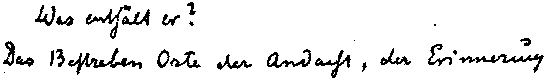 Was enthält er?
Das Bestreben Orte der Andacht, der Erinnerung